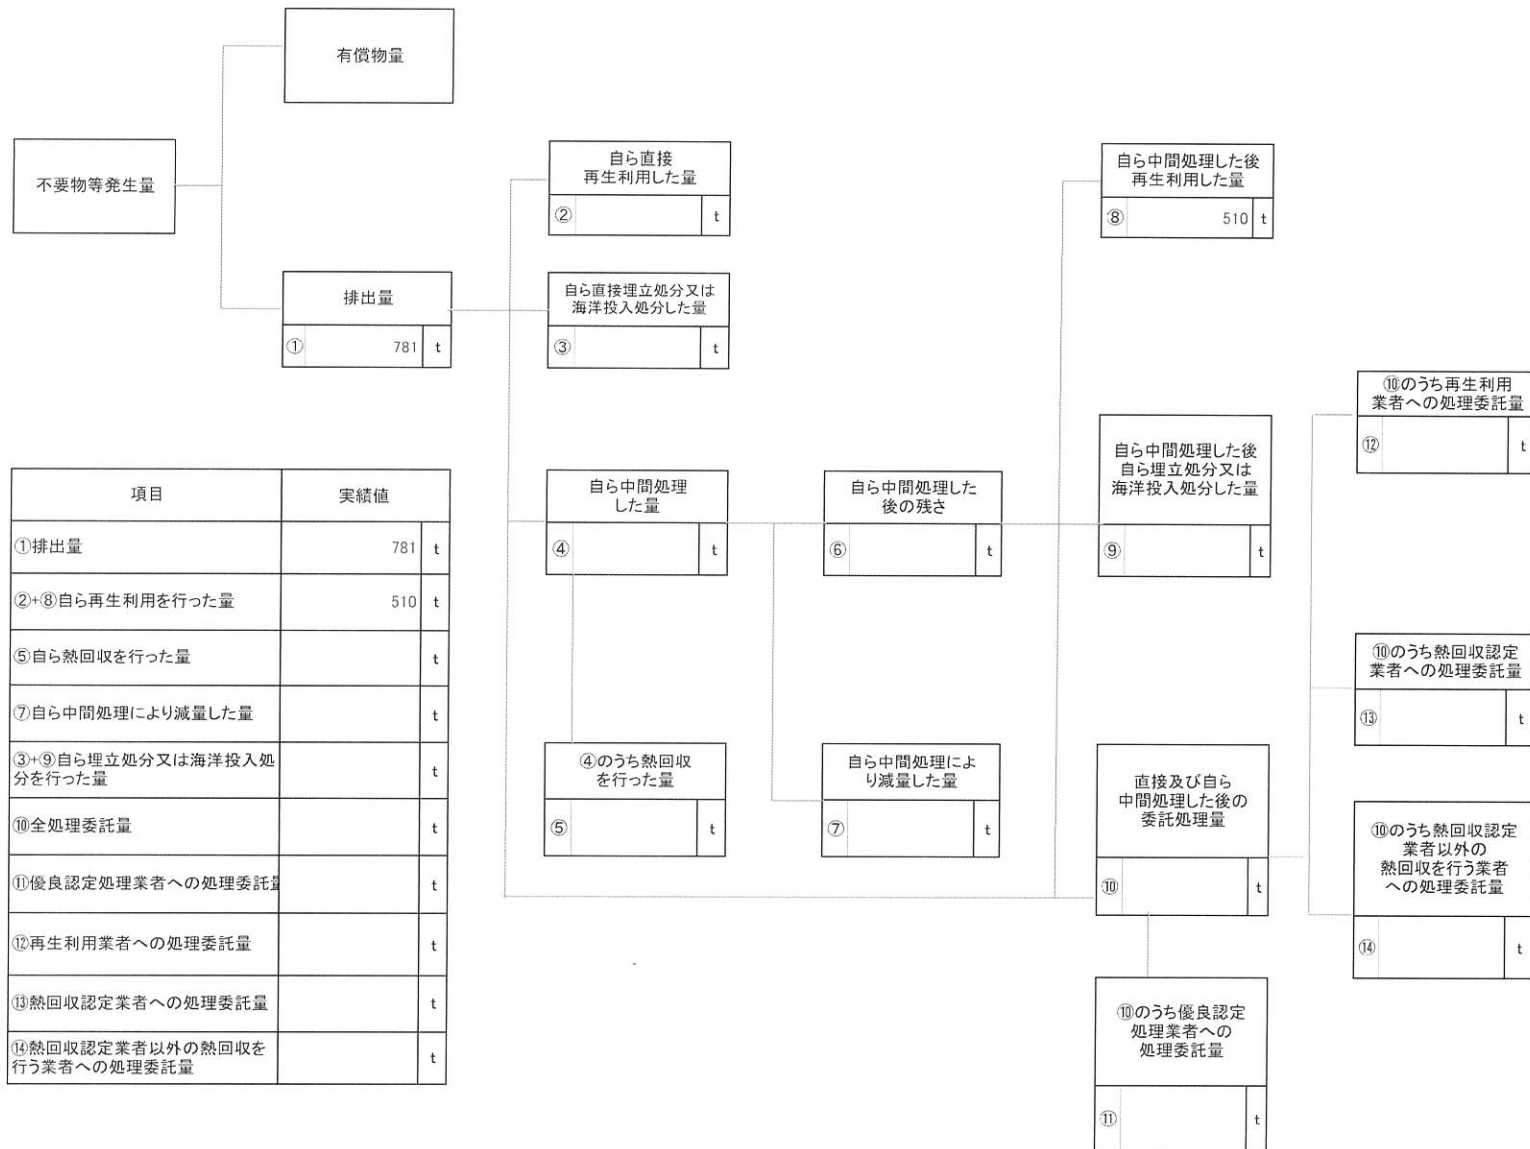 有償物量
不要物等発生量
排出量
① 781 t
自ら直接
再生利用した量
② t
自ら直接埋立処分又は
海洋投入処分した量
③ t
自ら中間処理
した量
④ t
④のうち熱回収
を行った量
⑤ t
自ら中間処理した
後の残さ
⑥ t
自ら中間処理によ
り減量した量
⑦ t
自ら中間処理した後
再生利用した量
⑧ 510 t
自ら中間処理した後
自ら埋立処分又は
海洋投入処分した量
⑨ t
直接及び自ら
中間処理した後の
委託処理量
⑩ t
⑩のうち優良認定
処理業者への
処理委託量
⑪ t
⑩のうち再生利用
業者への処理委託量
⑫ t
⑩のうち熱回収認定
業者への処理委託量
⑬ t
⑩のうち熱回収認定
業者以外の
熱回収を行う業者
への処理委託量
⑭ t
項目 実績値
①排出量 781 t
②+⑧自ら再生利用を行った量 510 t
⑤自ら熱回収を行った量 t
⑦自ら中間処理により減量した量 t
③+⑨自ら埋立処分又は海洋投入処
分を行った量 t
⑩全処理委託量 t
⑪優良認定処理業者への処理委託量 t
⑫再生利用業者への処理委託量 t
⑬熱回収認定業者への処理委託量 t
⑭熱回収認定業者以外の熱回収を
行う業者への処理委託量 t